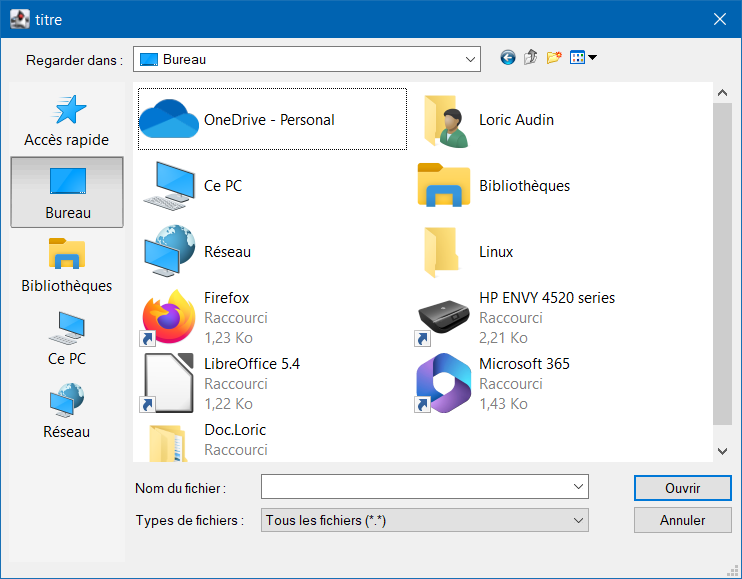 titre
Regarder dans :
Bureau
Accès rapide
Bureau
Bibliothèques
Ce PC
Réseau
OneDrive - Personal
Loric Audin
Ce PC
Bibliothèques
Réseau
Linux
Firefox
Raccourci
1,23 Ko
HP ENVY 4520 series
Raccourci
2,21 Ko
LibreOffice 5.4
Raccourci
1,22 Ko
Microsoft 365
Raccourci
1,43 Ko
Doc.Loric
Raccourci
Nom du fichier :
Ouvrir
Types de fichiers :
Tous les fichiers (*.*)
Annuler